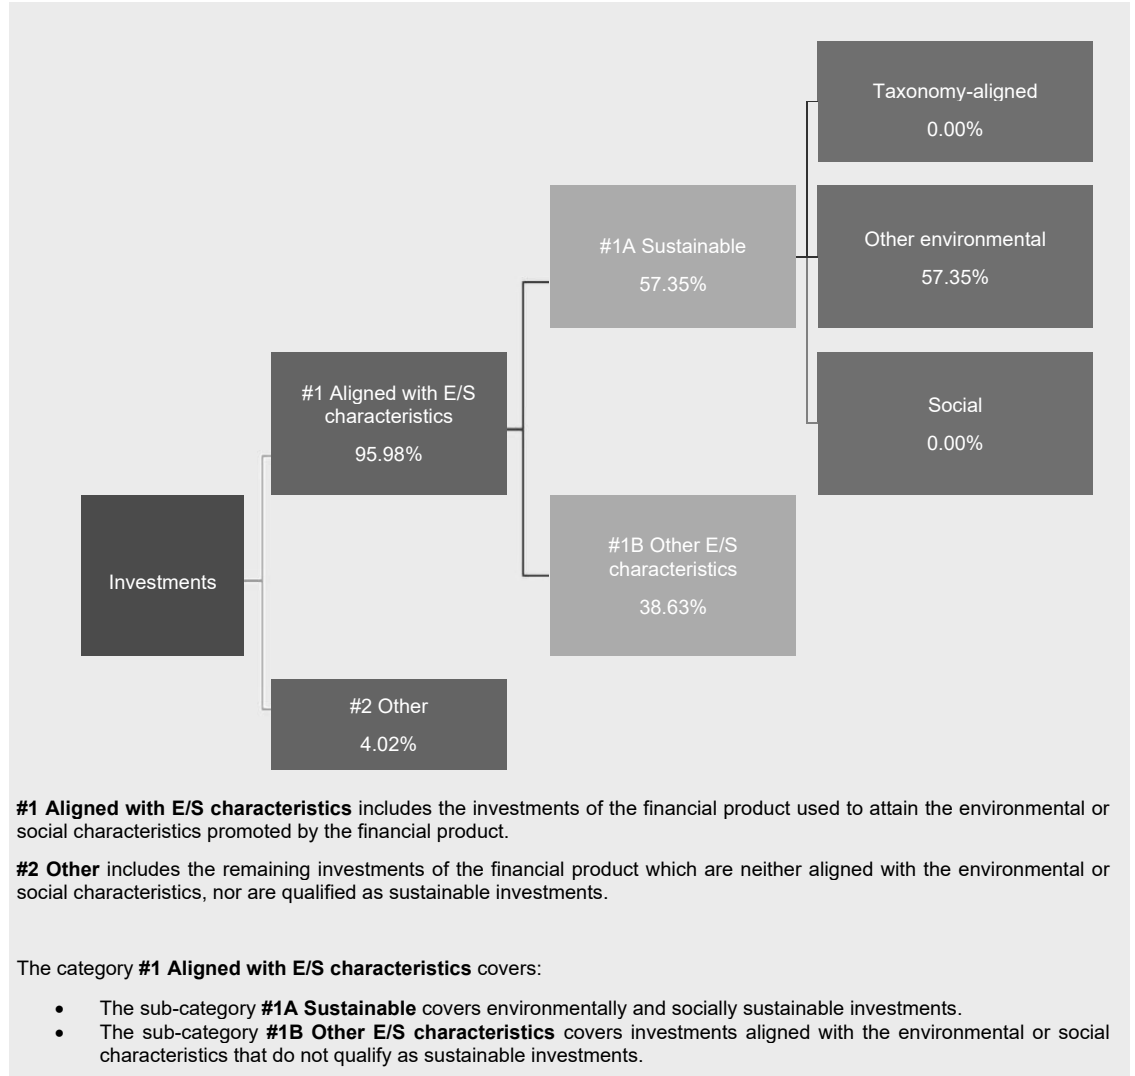 Taxonomy-aligned
0.00%
#1A Sustainable
57.35%
Other environmental
57.35%
#1 Aligned with E/S
characteristics
95.98%
Social
0.00%
Investments
#1B Other E/S
characteristics
38.63%
#2 Other
4.02%
#1 Aligned with E/S characteristics includes the investments of the financial product used to attain the environmental or
social characteristics promoted by the financial product.
#2 Other includes the remaining investments of the financial product which are neither aligned with the environmental or
social characteristics, nor are qualified as sustainable investments.
The category #1 Aligned with E/S characteristics covers:
• The sub-category #1A Sustainable covers environmentally and socially sustainable investments.
• The sub-category #1B Other E/S characteristics covers investments aligned with the environmental or social
characteristics that do not qualify as sustainable investments.